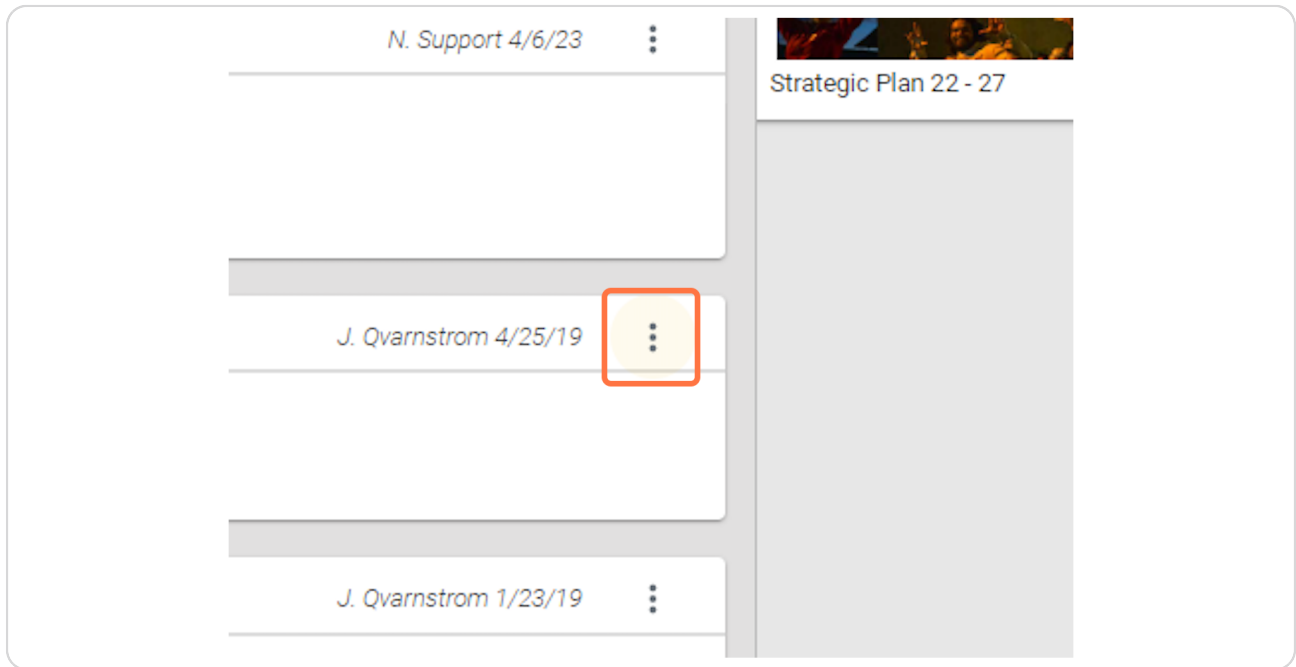 N. Support 4/6/23
Strategic Plan 22 - 27
J. Qvarnstrom 4/25/19
J. Qvarnstrom 1/23/19